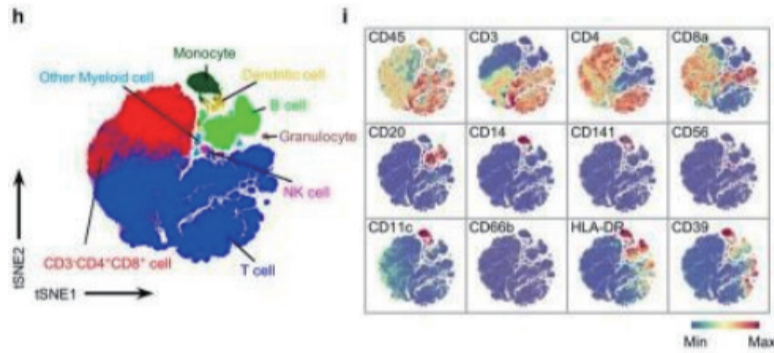 h
Monocyte
Other Myeloid cell
Dendritic cell
B cell
Granulocyte
NK cell
CD3-CD4+CD8+ cell
T cell
tSNE2
tSNE1
i
CD45 CD3 CD4 CD8a
CD20 CD14 CD141 CD56
CD11c CD66b HLA-DR CD39
Min Max